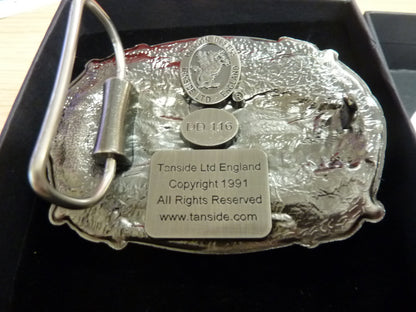 DD 116
Tanside Ltd England
Copyright 1991
All Rights Reserved
www.tanside.com